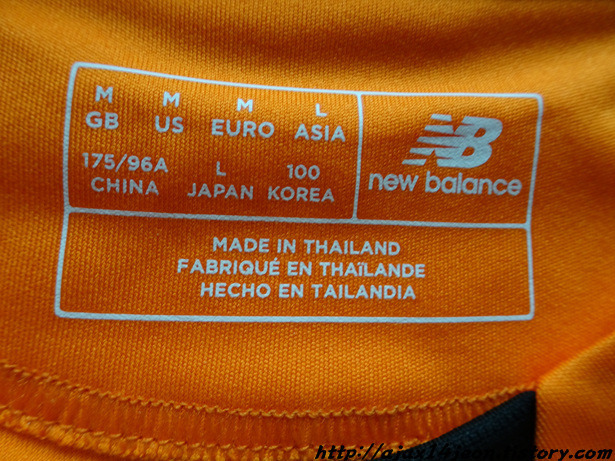 M M M L
GB US EURO ASIA
175/96A L 100
CHINA JAPAN KOREA
NB
new balance
MADE IN THAILAND
FABRIQUÉ EN THAïLANDE
HECHO EN TAILANDIA